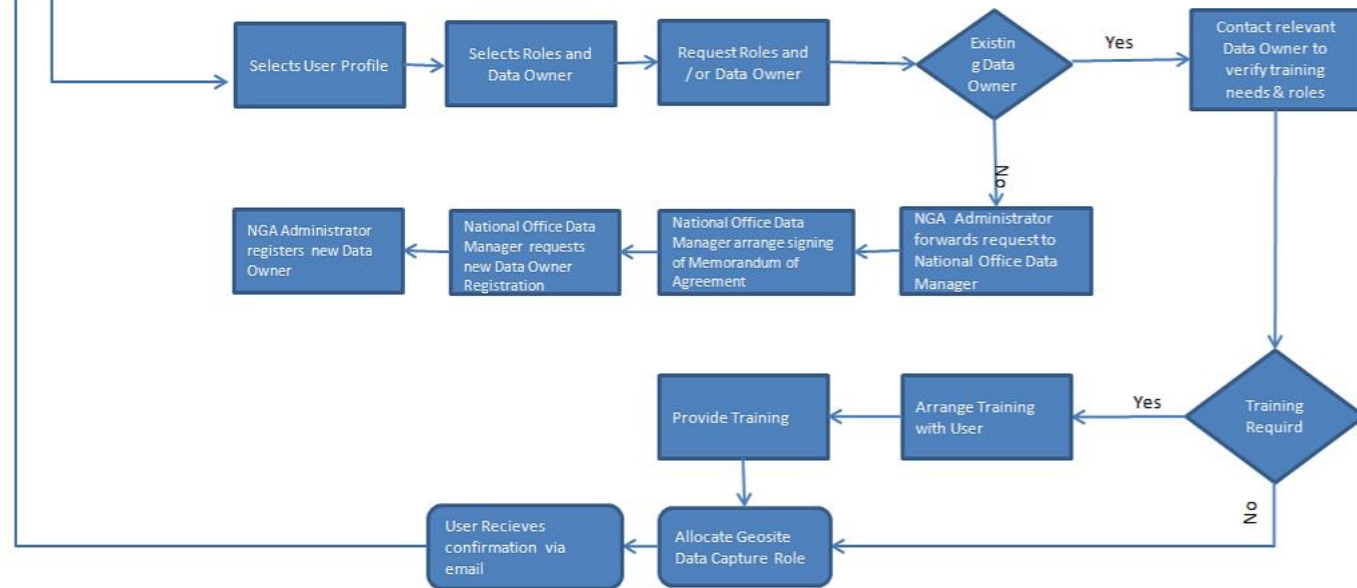 Selects User Profile
Selects Roles and
Data Owner
Request Roles and
/ or Data Owner
Existin
g Data
Owner
Yes
Contact relevant
Data Owner to
verify training
needs & roles
No
NGA Administrator
forwards request to
National Office Data
Manager
National Office Data
Manager arrange signing
of Memorandum of
Agreement
National Office Data
Manager requests
new Data Owner
Registration
NGA Administrator
registers new Data
Owner
Training
Requird
Yes
Arrange Training
with User
Provide Training
No
Allocate Geosite
Data Capture Role
User Recieves
confirmation via
email